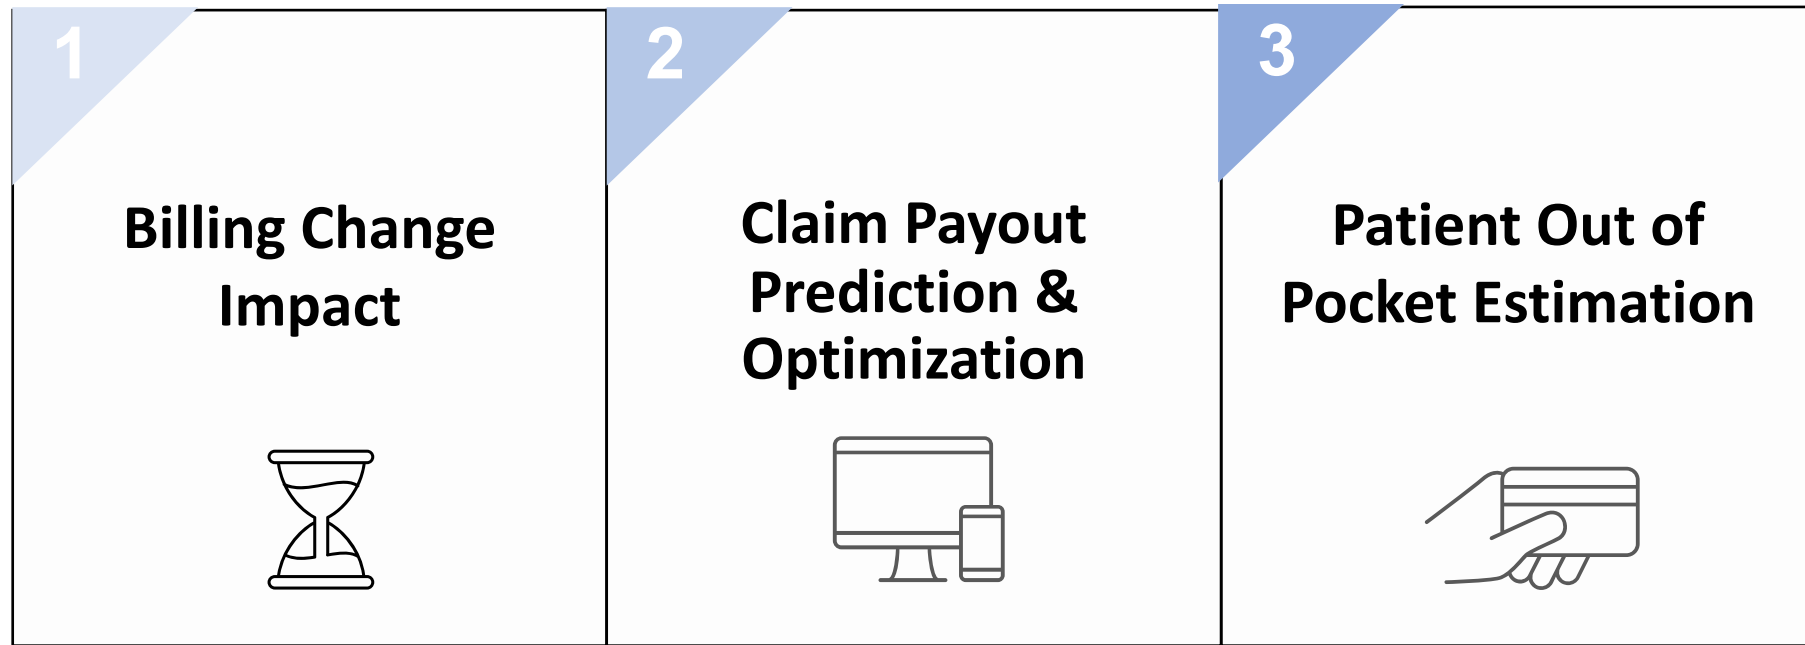 1
Billing Change
Impact
2
Claim Payout
Prediction &
Optimization
3
Patient Out of
Pocket Estimation